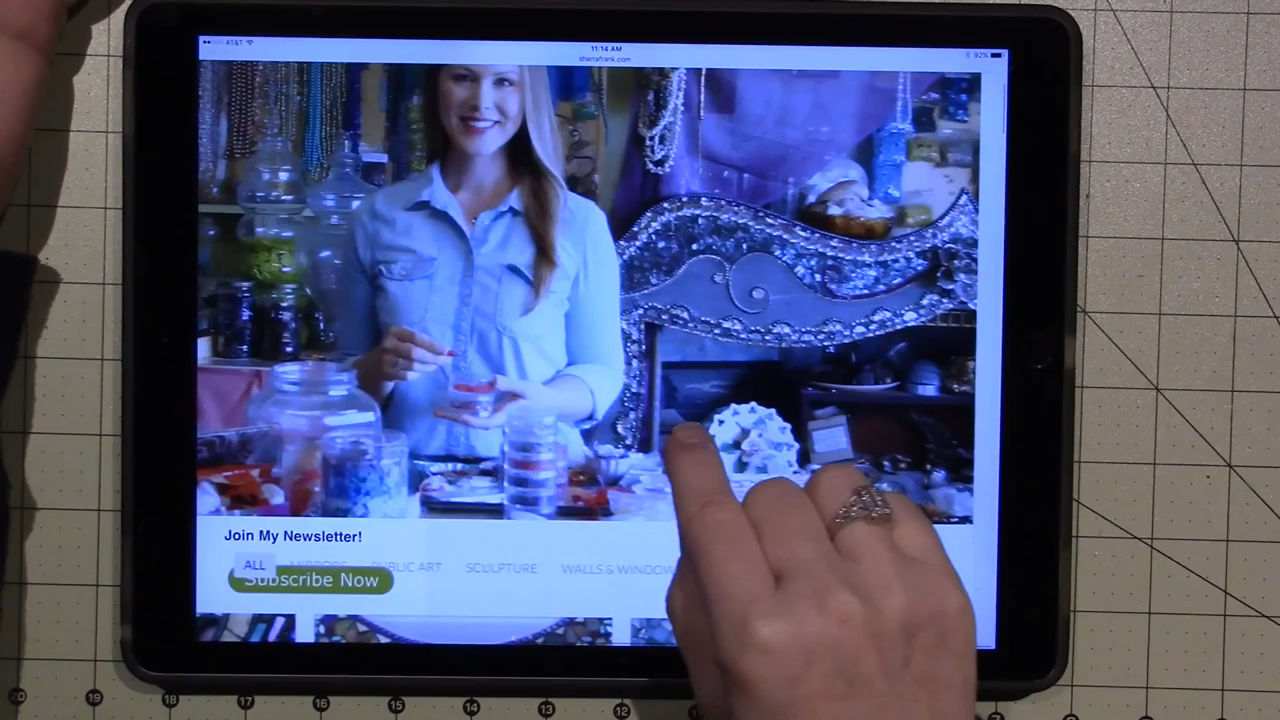 AT&T
11:14 AM
sharrafrank.com
92%
Join My Newsletter!
ALL MIRRORS PUBLIC ART SCULPTURE WALLS & WINDOW
Subscribe Now
20 19 18 17 16 15 14 13 12